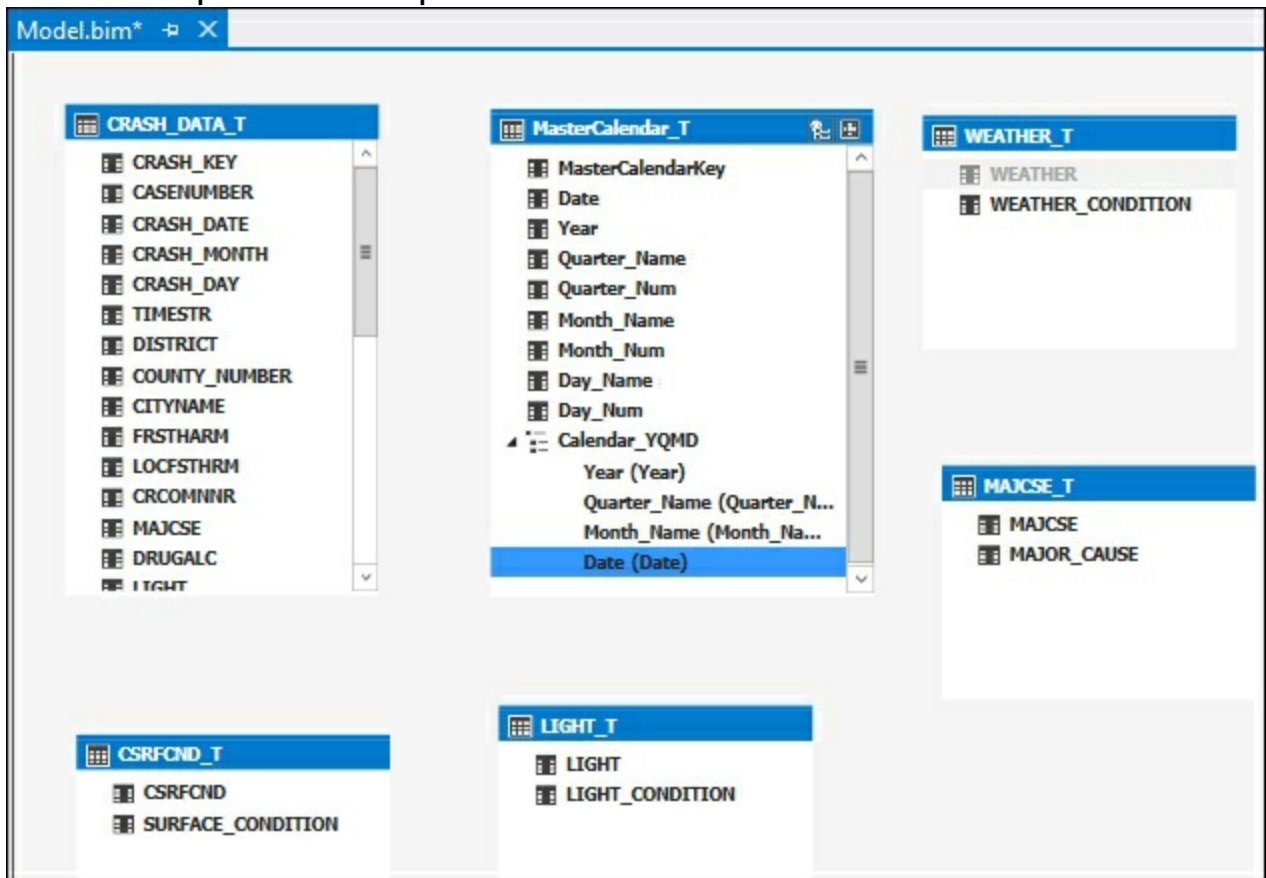 Model.bim*
CRASH_DATA_T
CRASH_KEY
CASENUMBER
CRASH_DATE
CRASH_MONTH
CRASH_DAY
TIMESTR
DISTRICT
COUNTY_NUMBER
CITYNAME
FRSTHARM
LOCFSTHRM
CRCOMNNR
MAJCSE
DRUGALC
LIGHT
MasterCalendar_T
MasterCalendarKey
Date
Year
Quarter_Name
Quarter_Num
Month_Name
Month_Num
Day_Name
Day_Num
Calendar_YQMD
Year (Year)
Quarter_Name (Quarter_N...
Month_Name (Month_Na...
Date (Date)
WEATHER_T
WEATHER
WEATHER_CONDITION
MAJCSE_T
MAJCSE
MAJOR_CAUSE
CSRFCND_T
CSRFCND
SURFACE_CONDITION
LIGHT_T
LIGHT
LIGHT_CONDITION